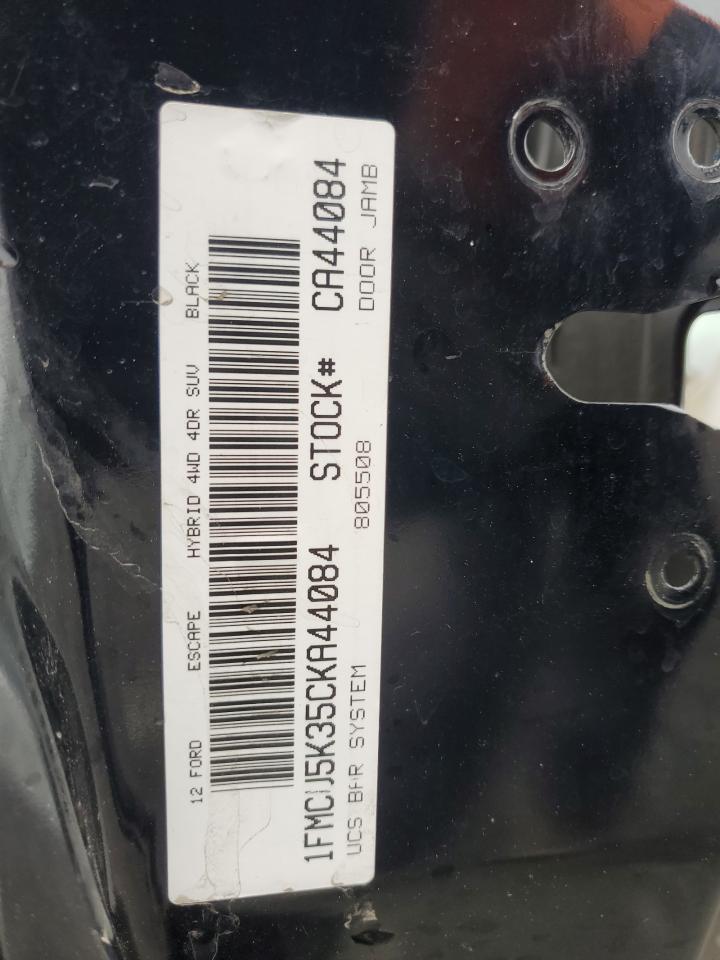 12 FORD ESCAPE HYBRID 4WD 4DR SUV BLACK
1FMCU5K35CKA44084 STOCK# CA44084
UCS BAR SYSTEM 805508 DOOR JAMB